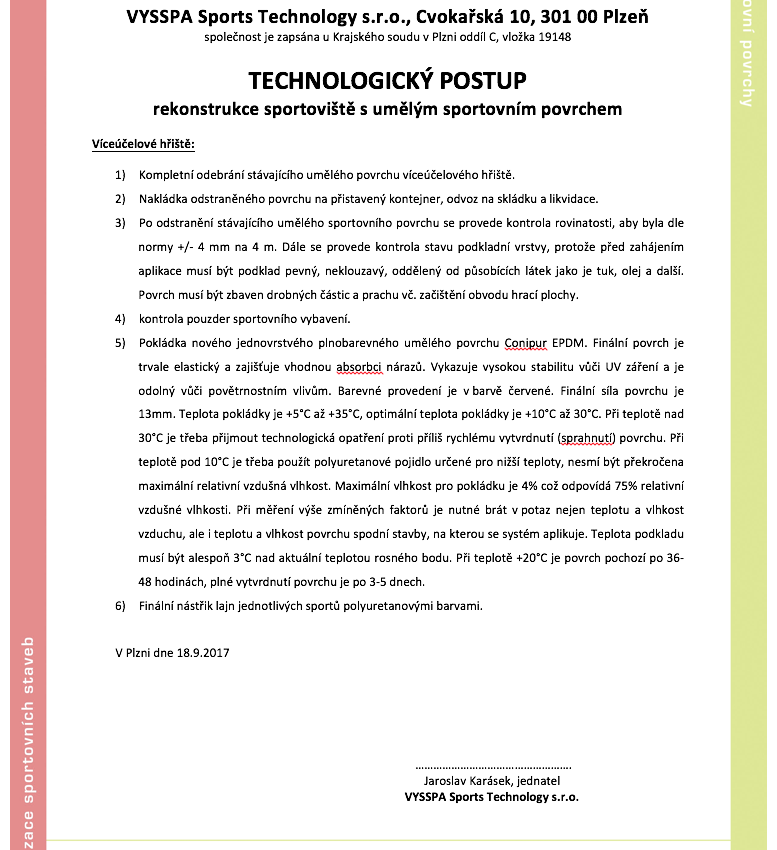 VYSSPA Sports Technology s.r.o., Cvokařská 10, 301 00 Plzeň
společnost je zapsána u Krajského soudu v Plzni oddíl C, vložka 19148
TECHNOLOGICKÝ POSTUP
rekonstrukce sportoviště s umělým sportovním povrchem
Víceúčelové hřiště:
1) Kompletní odebrání stávajícího umělého povrchu víceúčelového hřiště.
2) Nakládka odstraněného povrchu na přistavený kontejner, odvoz na skládku a likvidace.
3) Po odstranění stávajícího umělého sportovního povrchu se provede kontrola rovinatosti, aby byla dle
normy +/- 4 mm na 4 m. Dále se provede kontrola stavu podkladní vrstvy, protože před zahájením
aplikace musí být podklad pevný, neklouzavý, oddělený od působících látek jako je tuk, olej a další.
Povrch musí být zbaven drobných částic a prachu vč. začištění obvodu hrací plochy.
4) kontrola pouzder sportovního vybavení.
5) Pokládka nového jednovrstvého plnobarevného umělého povrchu Conipur EPDM. Finální povrch je
trvale elastický a zajišťuje vhodnou absorbci nárazů. Vykazuje vysokou stabilitu vůči UV záření a je
odolný vůči povětrnostním vlivům. Barevné provedení je v barvě červené. Finální síla povrchu je
13mm. Teplota pokládky je +5°C až +35°C, optimální teplota pokládky je +10°C až 30°C. Při teplotě nad
30°C je třeba přijmout technologická opatření proti příliš rychlému vytvrdnutí (sprahnutí) povrchu. Při
teplotě pod 10°C je třeba použít polyuretanové pojidlo určené pro nižší teploty, nesmí být překročena
maximální relativní vzdušná vlhkost. Maximální vlhkost pro pokládku je 4% což odpovídá 75% relativní
vzdušné vlhkosti. Při měření výše zmíněných faktorů je nutné brát v potaz nejen teplotu a vlhkost
vzduchu, ale i teplotu a vlhkost povrchu spodní stavby, na kterou se systém aplikuje. Teplota podkladu
musí být alespoň 3°C nad aktuální teplotou rosného bodu. Při teplotě +20°C je povrch pochozí po 36-
48 hodinách, plné vytvrdnutí povrchu je po 3-5 dnech.
6) Finální nástřik lajn jednotlivých sportů polyuretanovými barvami.
V Plzni dne 18.9.2017
…………………………………………….
Jaroslav Karásek, jednatel
VYSSPA Sports Technology s.r.o.
zace sportovních staveb
ovní povrchy